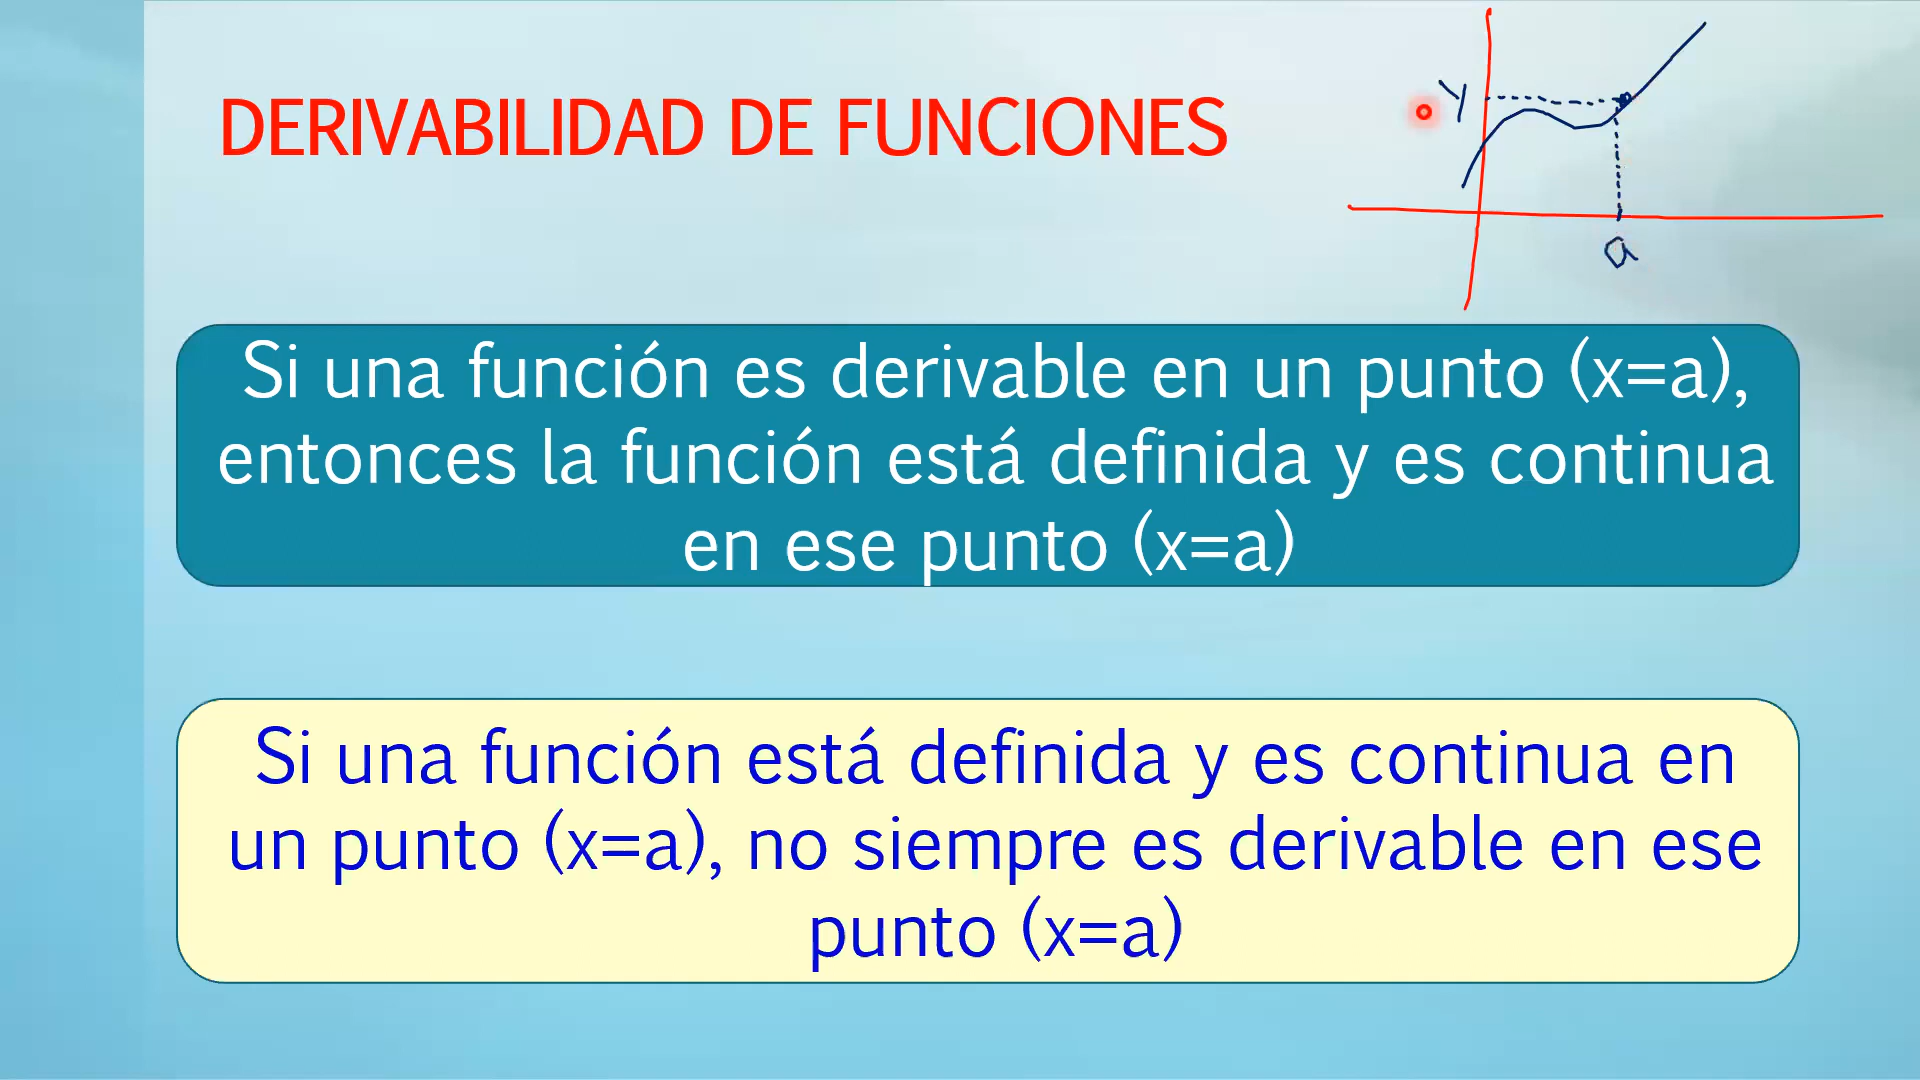 DERIVABILIDAD DE FUNCIONES
y
a
Si una función es derivable en un punto (x=a),
entonces la función está definida y es continua
en ese punto (x=a)
Si una función está definida y es continua en
un punto (x=a), no siempre es derivable en ese
punto (x=a)